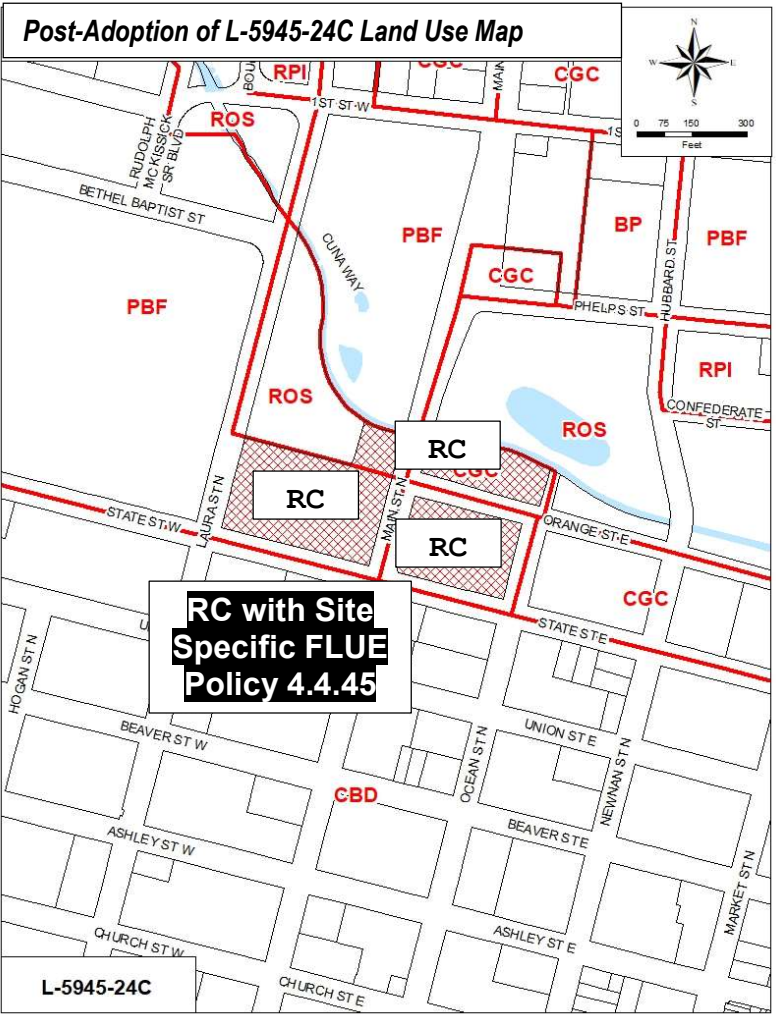 Post-Adoption of L-5945-24C Land Use Map
N
W
E
S
0 75 150 300
Feet
RPI
CGC
MAIN
CGC
1ST ST W
ROS
RUDOLPH
MCKISSICK
SR BLVD
BETHEL BAPTIST ST
CUNA WAY
PBF
BP
PBF
HUBBARD ST
CGC
PHELPS ST
PBF
RPI
CONFEDERATE
ST
ROS
ROS
RC
CGC
RC
MAIN ST N
RC
LAURA ST N
STATE ST W
ORANGE ST E
CGC
STATE ST E
RC with Site
Specific FLUE
Policy 4.4.45
HOGAN ST N
BEAVER ST W
OCEAN ST N
UNION ST E
NEWNAN ST N
CBD
ASHLEY ST W
BEAVER ST E
MARKET ST N
CHURCH ST W
ASHLEY ST E
CHURCH ST E
L-5945-24C